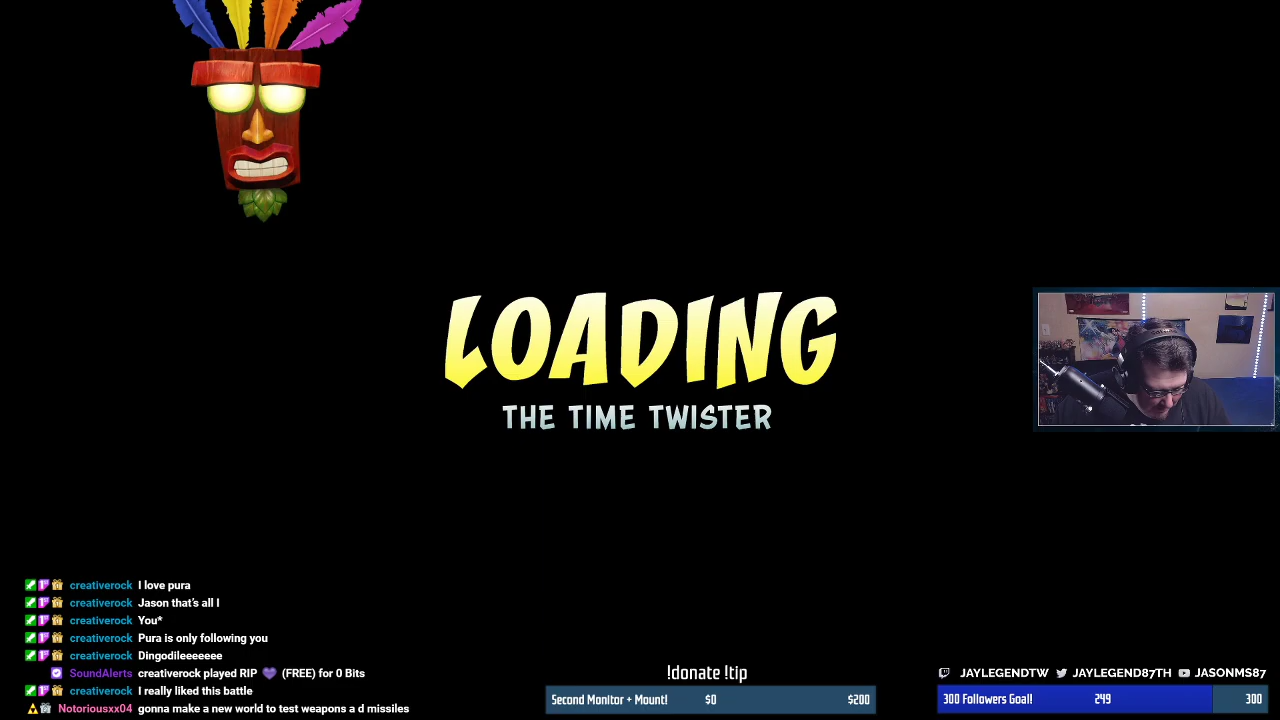 LOADING
THE TIME TWISTER
creativerock I love pura
creativerock Jason that's all I
creativerock You*
creativerock Pura is only following you
creativerock Dingodileeeeeee
SoundAlerts creativerock played RIP 💜 (FREE) for 0 Bits
creativerock I really liked this battle
Notoriousxx04 gonna make a new world to test weapons a d missiles
!donate !tip
Second Monitor + Mount! $0 $200
JAYLEGENDTW JAYLEGEND87TH JASONMS87
300 Followers Goal! 249 300